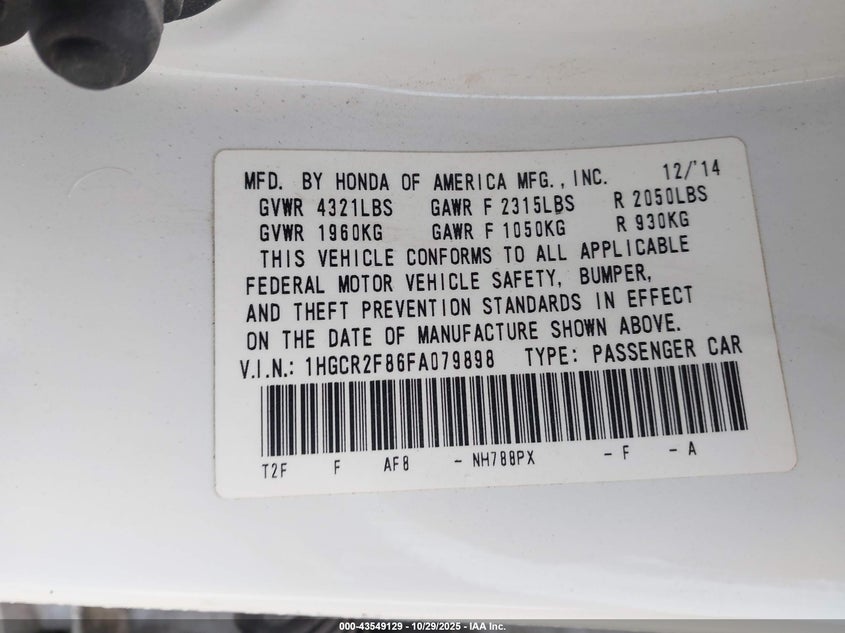 MFD. BY HONDA OF AMERICA MFG., INC. 12/'14
GVWR 4321LBS GAWR F 2315LBS R 2050LBS
GVWR 1960KG GAWR F 1050KG R 930KG
THIS VEHICLE CONFORMS TO ALL APPLICABLE
FEDERAL MOTOR VEHICLE SAFETY, BUMPER,
AND THEFT PREVENTION STANDARDS IN EFFECT
ON THE DATE OF MANUFACTURE SHOWN ABOVE.
V.I.N.: 1HGCR2F86FA079898 TYPE: PASSENGER CAR
T2F F AF8 - NH788PX - F - A
000-43549129 - 10/29/2025 - IAA Inc.